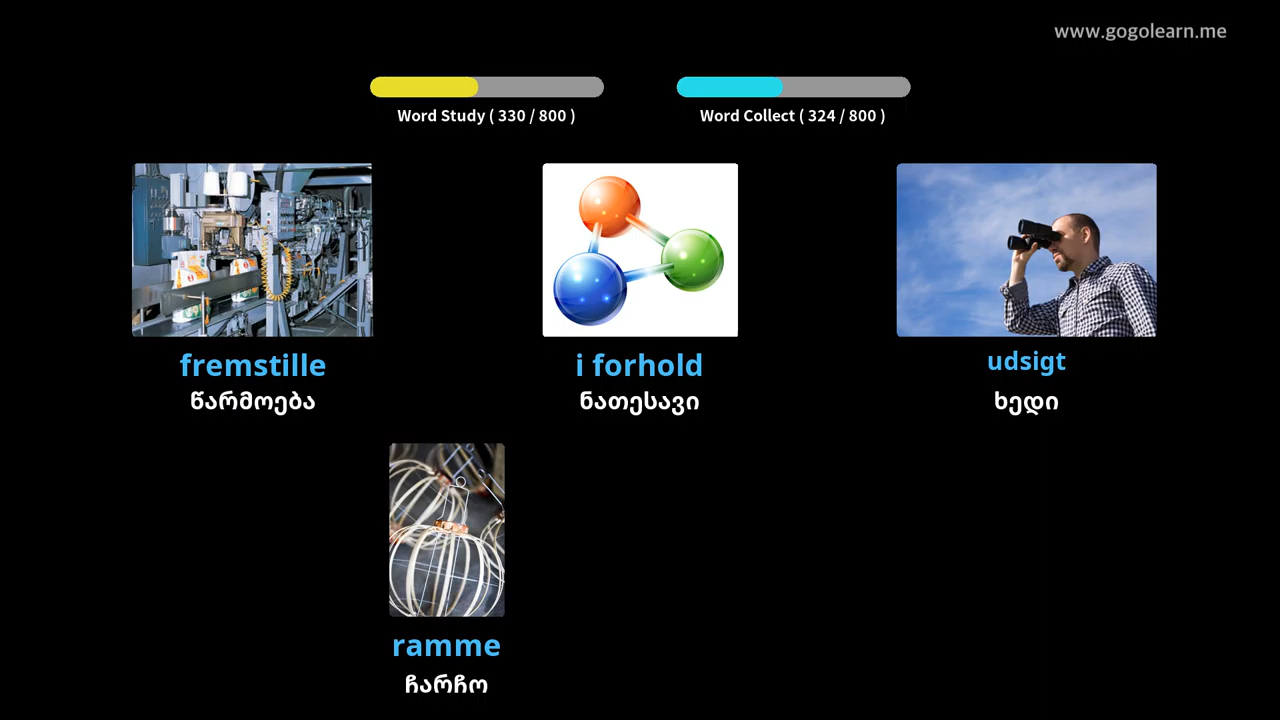 www.gogolearn.me
Word Study ( 330 / 800 )
Word Collect ( 324 / 800 )
fremstille
i forhold
udsigt
წარმოება
ნათესავი
ხედი
ramme
ჩარჩო